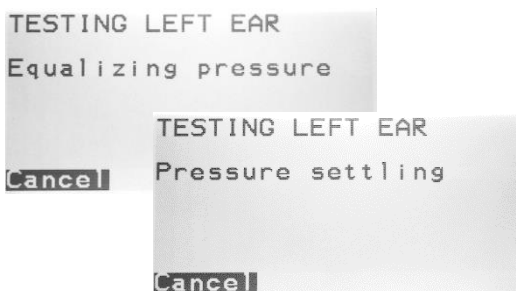 TESTING LEFT EAR
Equalizing pressure
Cancel
TESTING LEFT EAR
Pressure settling
Cancel